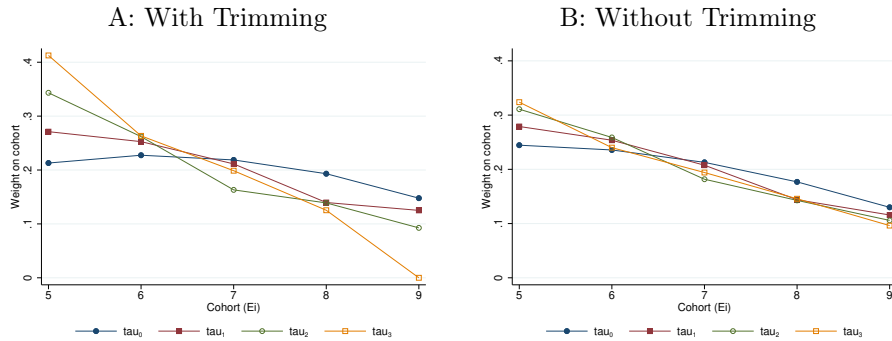 A: With Trimming
Weight on cohort
.4
.3
.2
.1
0
5 6 7 8 9
Cohort (Ei)
tau₀ tau₁ tau₂ tau₃
B: Without Trimming
Weight on cohort
.4
.3
.2
.1
0
5 6 7 8 9
Cohort (Ei)
tau₀ tau₁ tau₂ tau₃